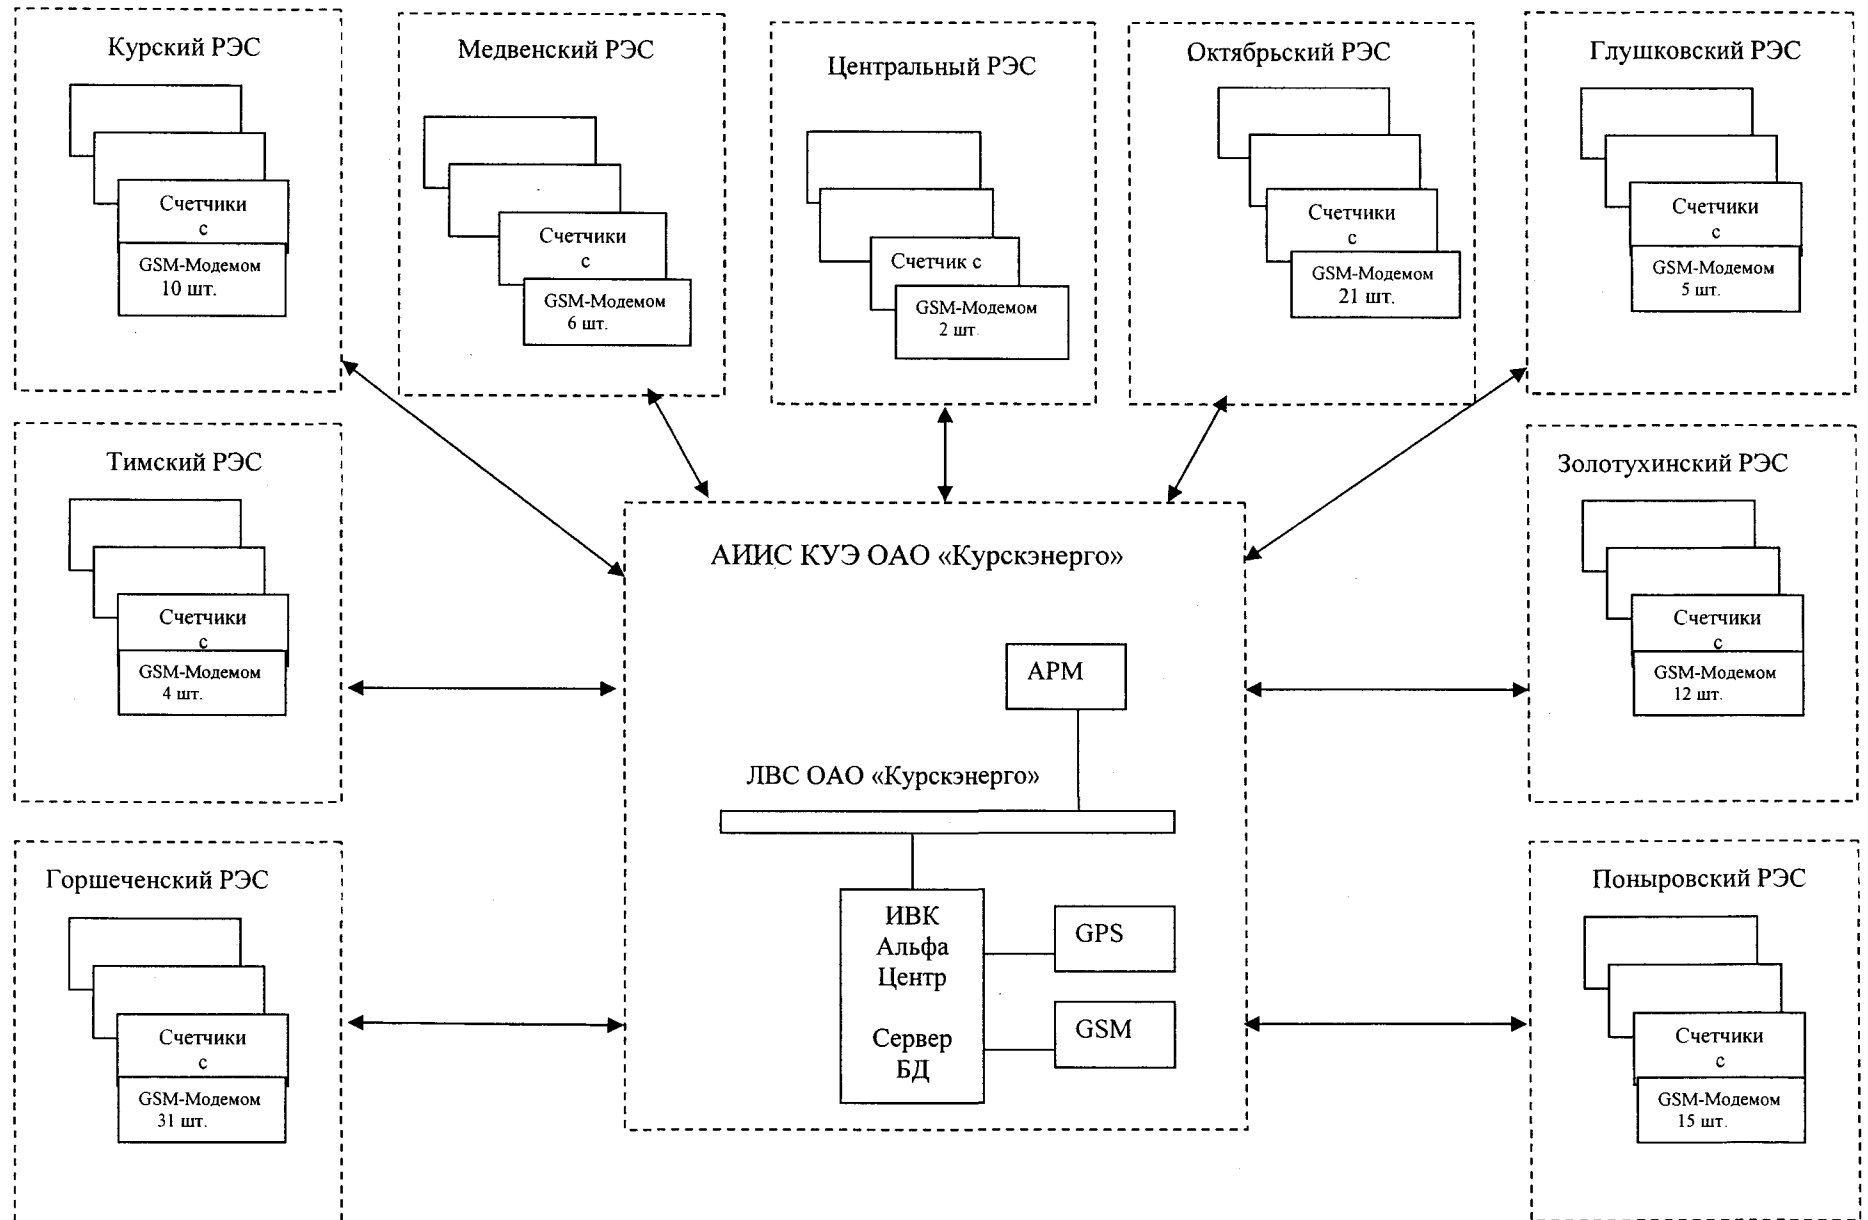 Курский РЭС
Счетчики
с
GSM-Модемом
10 шт.
Медвенский РЭС
Счетчики
с
GSM-Модемом
6 шт.
Центральный РЭС
Счетчик с
GSM-Модемом
2 шт.
Октябрьский РЭС
Счетчики
с
GSM-Модемом
21 шт.
Глушковский РЭС
Счетчики
с
GSM-Модемом
5 шт.
Тимский РЭС
Счетчики
с
GSM-Модемом
4 шт.
АИИС КУЭ ОАО «Курскэнерго»
АРМ
ЛВС ОАО «Курскэнерго»
ИВК
Альфа
Центр
Сервер
БД
GPS
GSM
Золотухинский РЭС
Счетчики
с
GSM-Модемом
12 шт.
Горшеченский РЭС
Счетчики
с
GSM-Модемом
31 шт.
Поныровский РЭС
Счетчики
с
GSM-Модемом
15 шт.